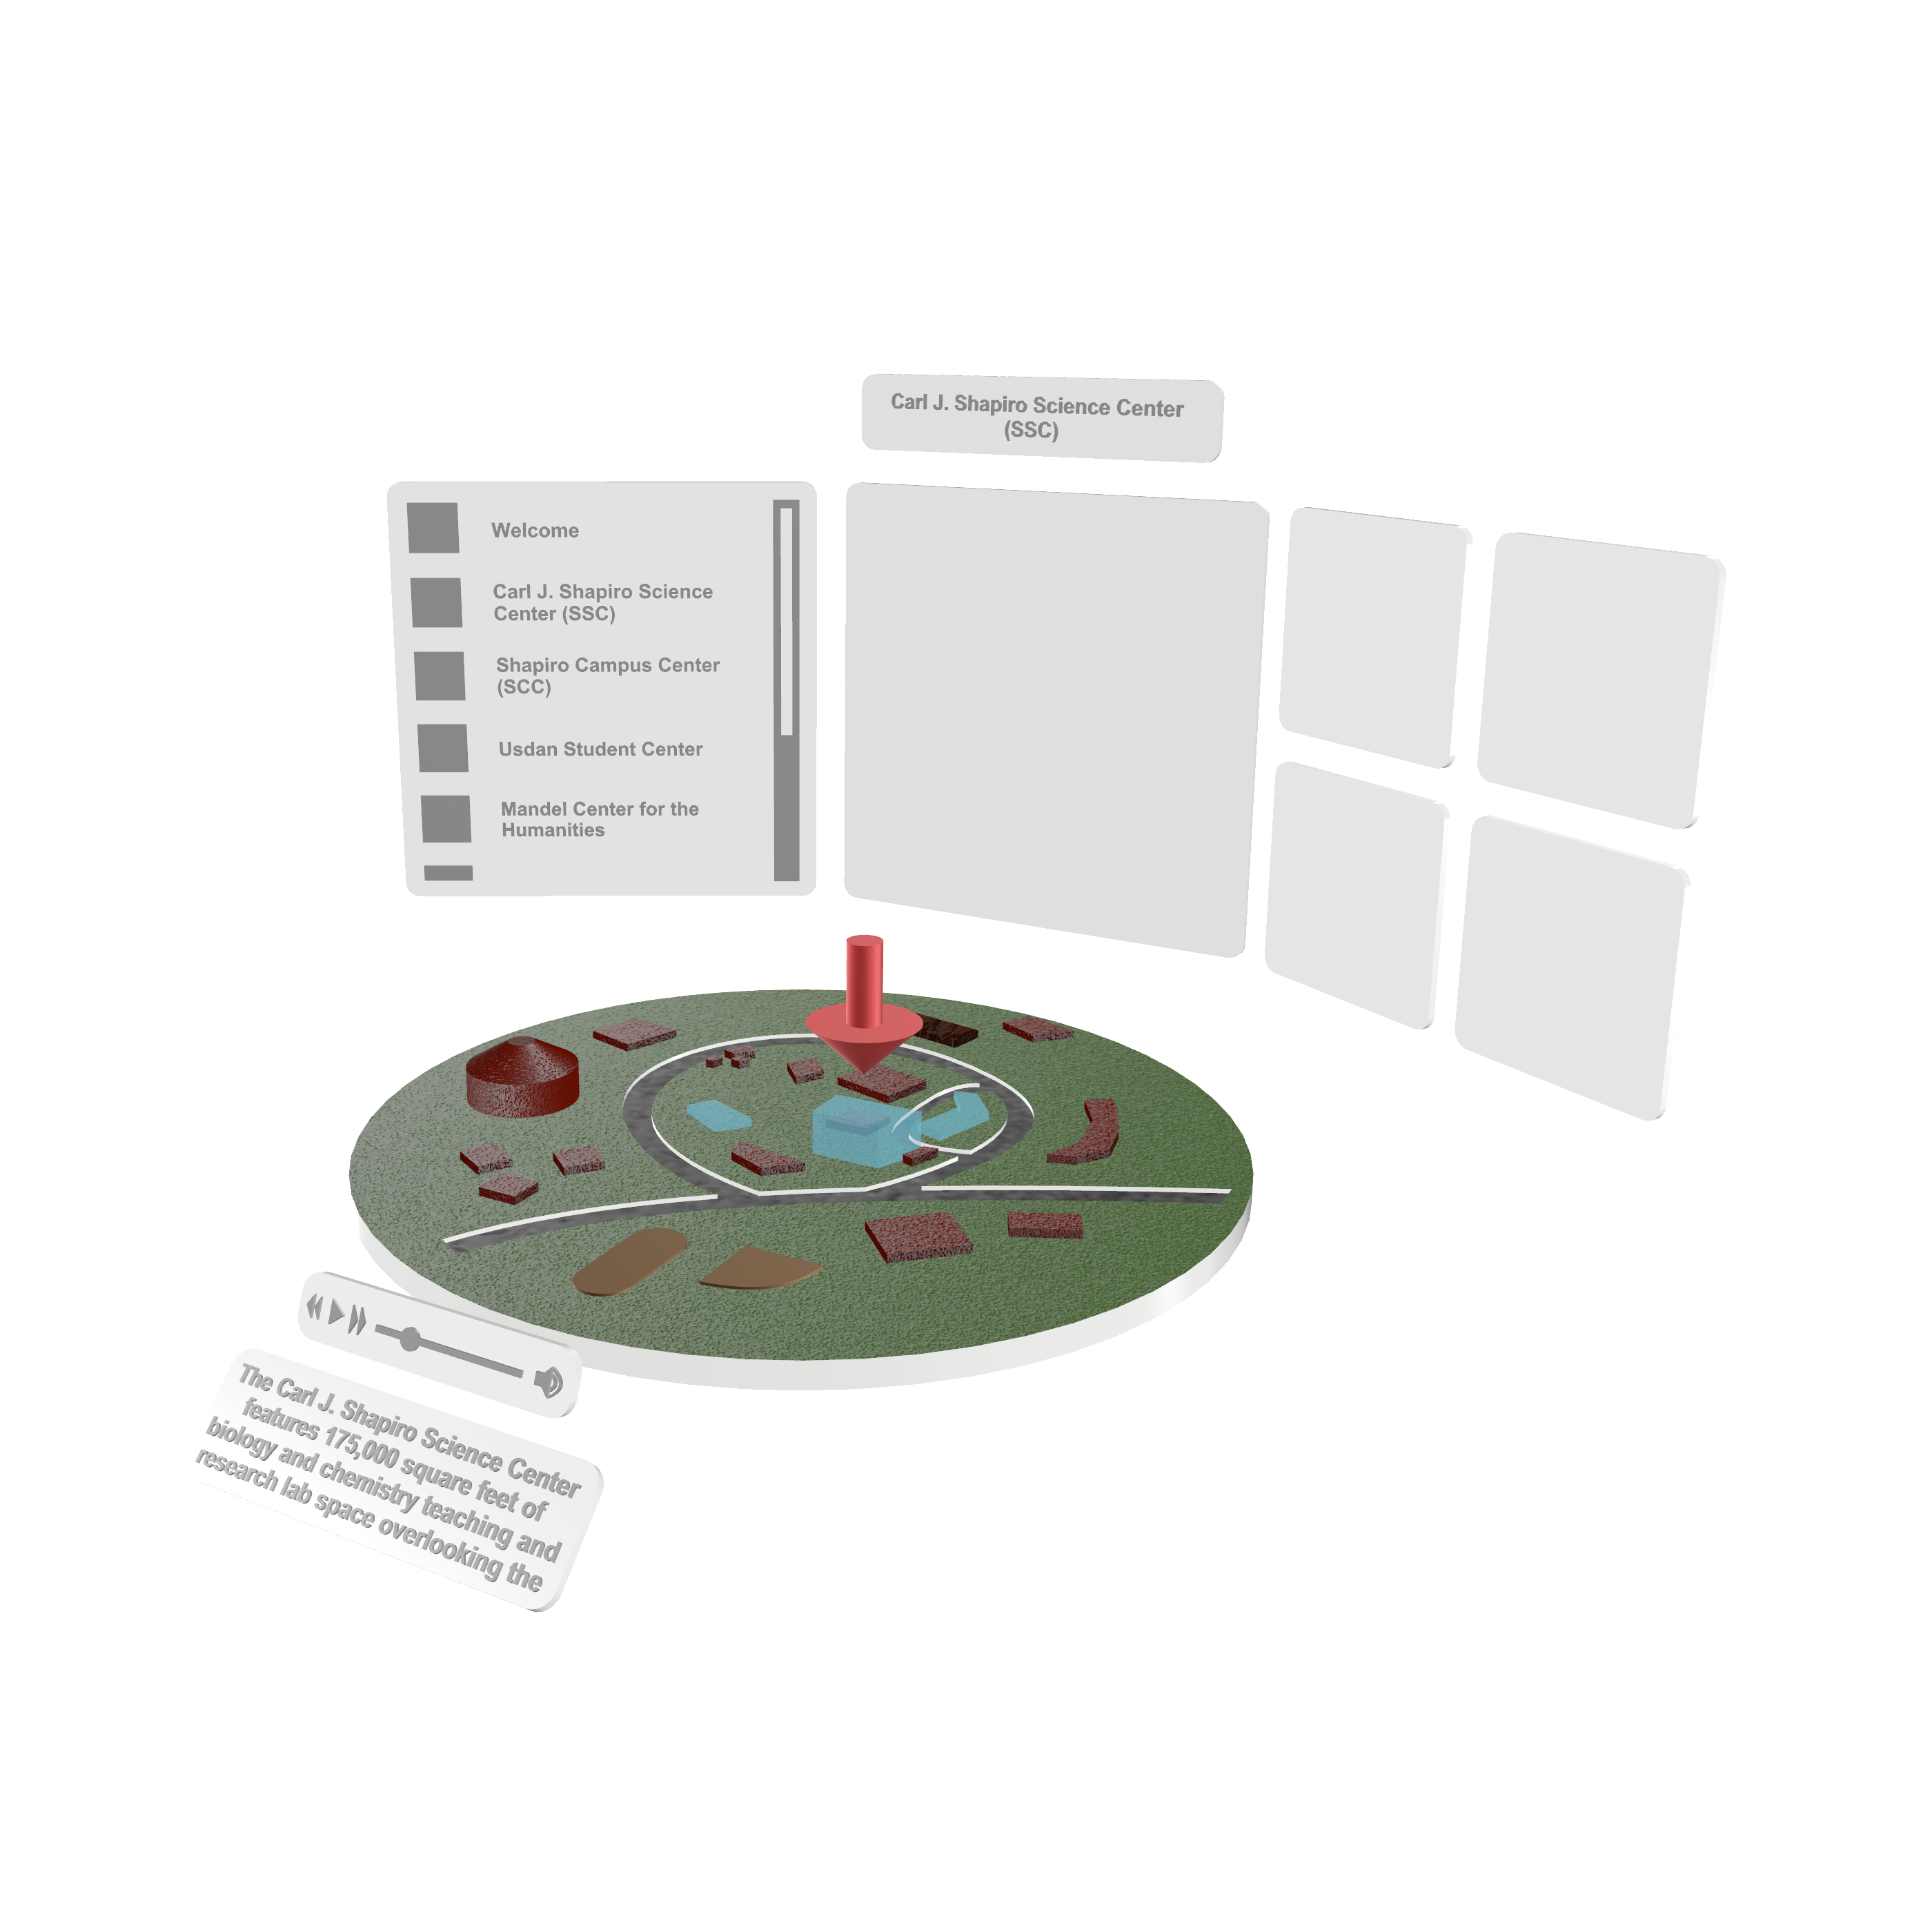 Carl J. Shapiro Science Center
(SSC)
Welcome
Carl J. Shapiro Science
Center (SSC)
Shapiro Campus Center
(SCC)
Usdan Student Center
Mandel Center for the
Humanities
The Carl J. Shapiro Science Center
features 175,000 square feet of
biology and chemistry teaching and
research lab space overlooking the